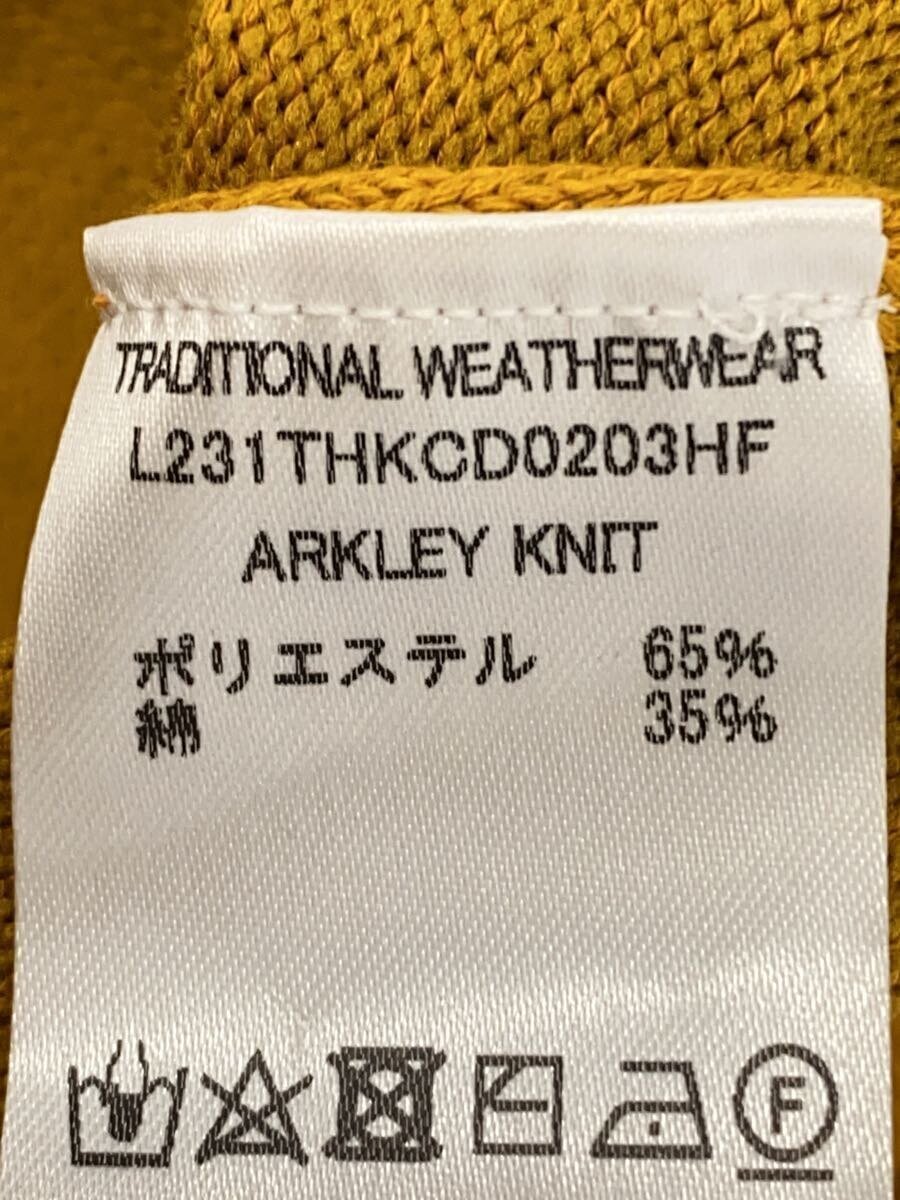 TRADITIONAL WEATHERWEAR
L231THKCD0203HF
ARKLEY KNIT
ポリエステル 65%
綿 35%
F